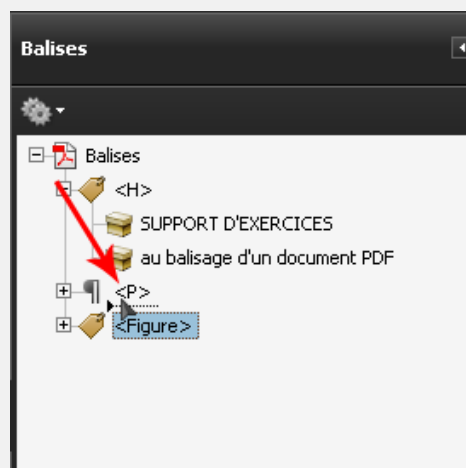 Balises
Balises
<H>
SUPPORT D'EXERCICES
au balisage d'un document PDF
<P>
<Figure>